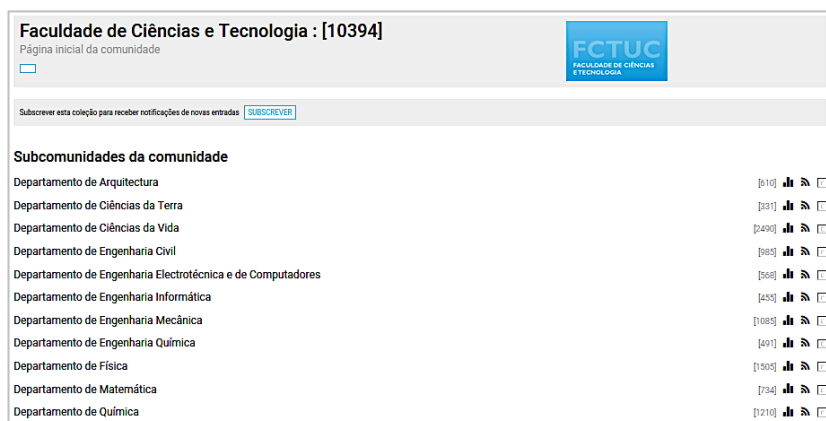 Faculdade de Ciências e Tecnologia : [10394]
Página inicial da comunidade
FCTUC
FACULDADE DE CIÊNCIAS
E TECNOLOGIA
Subscrever esta coleção para receber notificações de novas entradas SUBSCREVER
Subcomunidades da comunidade
Departamento de Arquitectura [610]
Departamento de Ciências da Terra [331]
Departamento de Ciências da Vida [2490]
Departamento de Engenharia Civil [985]
Departamento de Engenharia Electrotécnica e de Computadores [568]
Departamento de Engenharia Informática [455]
Departamento de Engenharia Mecânica [1085]
Departamento de Engenharia Química [491]
Departamento de Física [1505]
Departamento de Matemática [734]
Departamento de Química [1210]